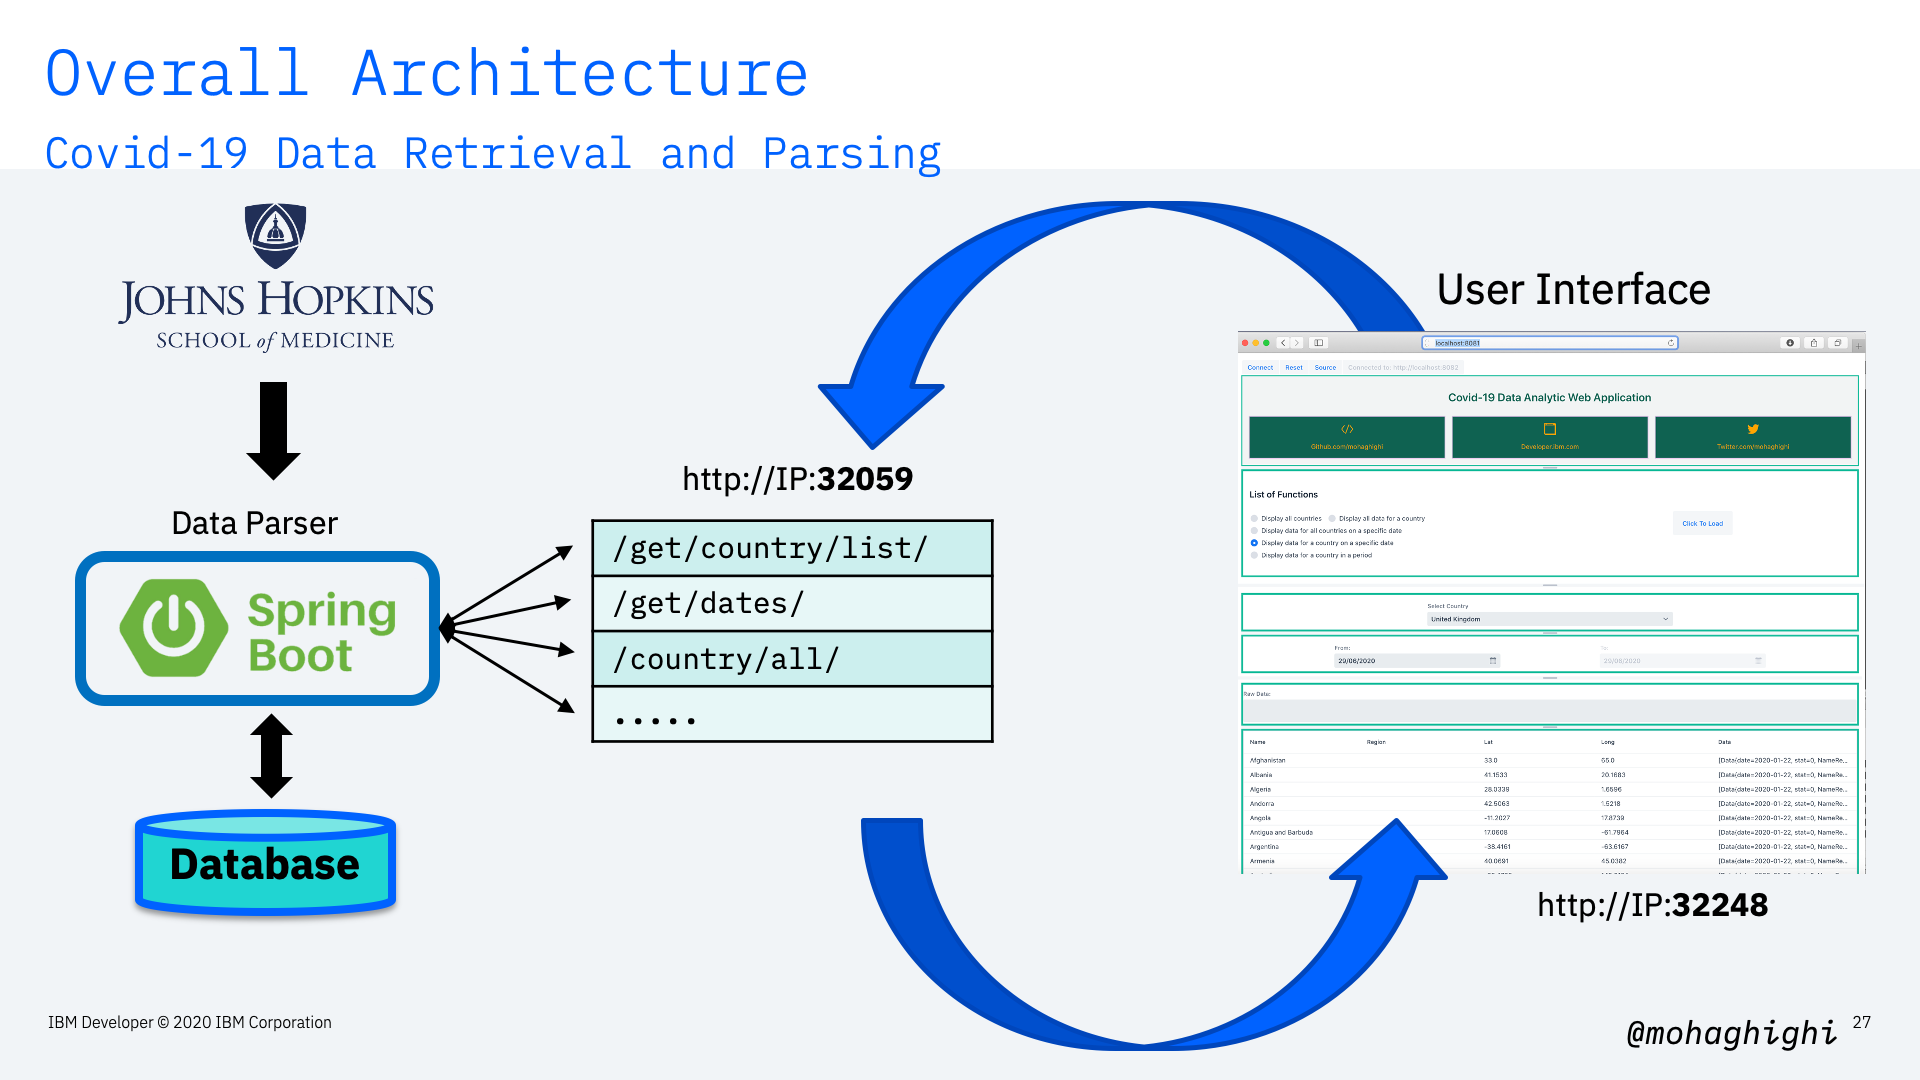 Overall Architecture
Covid-19 Data Retrieval and Parsing
JOHNS HOPKINS
SCHOOL of MEDICINE
Data Parser
Spring
Boot
Database
http://IP:32059
/get/country/list/
/get/dates/
/country/all/
.....
User Interface
localhost:8081
Connect Reset Source Connected to: http://localhost:8082
Covid-19 Data Analytic Web Application
Github.com/mohaghighi Developer.ibm.com Twitter.com/mohaghighi
List of Functions
Display all countries Display all data for a country
Display data for all countries on a specific date
Display data for a country on a specific date
Display data for a country in a period
Click To Load
Select Country
United Kingdom
From: To:
29/06/2020 29/06/2020
Raw Data:
Name Region Lat Long Data
Afghanistan 33.0 65.0 [Data{date=2020-01-22, stat=0, NameRe...
Albania 41.1533 20.1683 [Data{date=2020-01-22, stat=0, NameRe...
Algeria 28.0339 1.6596 [Data{date=2020-01-22, stat=0, NameRe...
Andorra 42.5063 1.5218 [Data{date=2020-01-22, stat=0, NameRe...
Angola -11.2027 17.8739 [Data{date=2020-01-22, stat=0, NameRe...
Antigua and Barbuda 17.0608 -61.7964 [Data{date=2020-01-22, stat=0, NameRe...
Argentina -38.4161 -63.6167 [Data{date=2020-01-22, stat=0, NameRe...
Armenia 40.0691 45.0382 [Data{date=2020-01-22, stat=0, NameRe...
http://IP:32248
IBM Developer © 2020 IBM Corporation
@mohaghighi 27